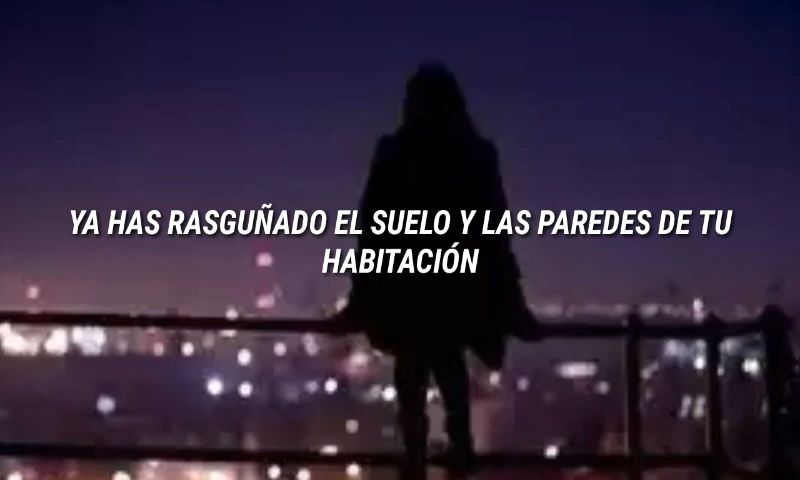 YA HAS RASGUÑADO EL SUELO Y LAS PAREDES DE TU
HABITACIÓN